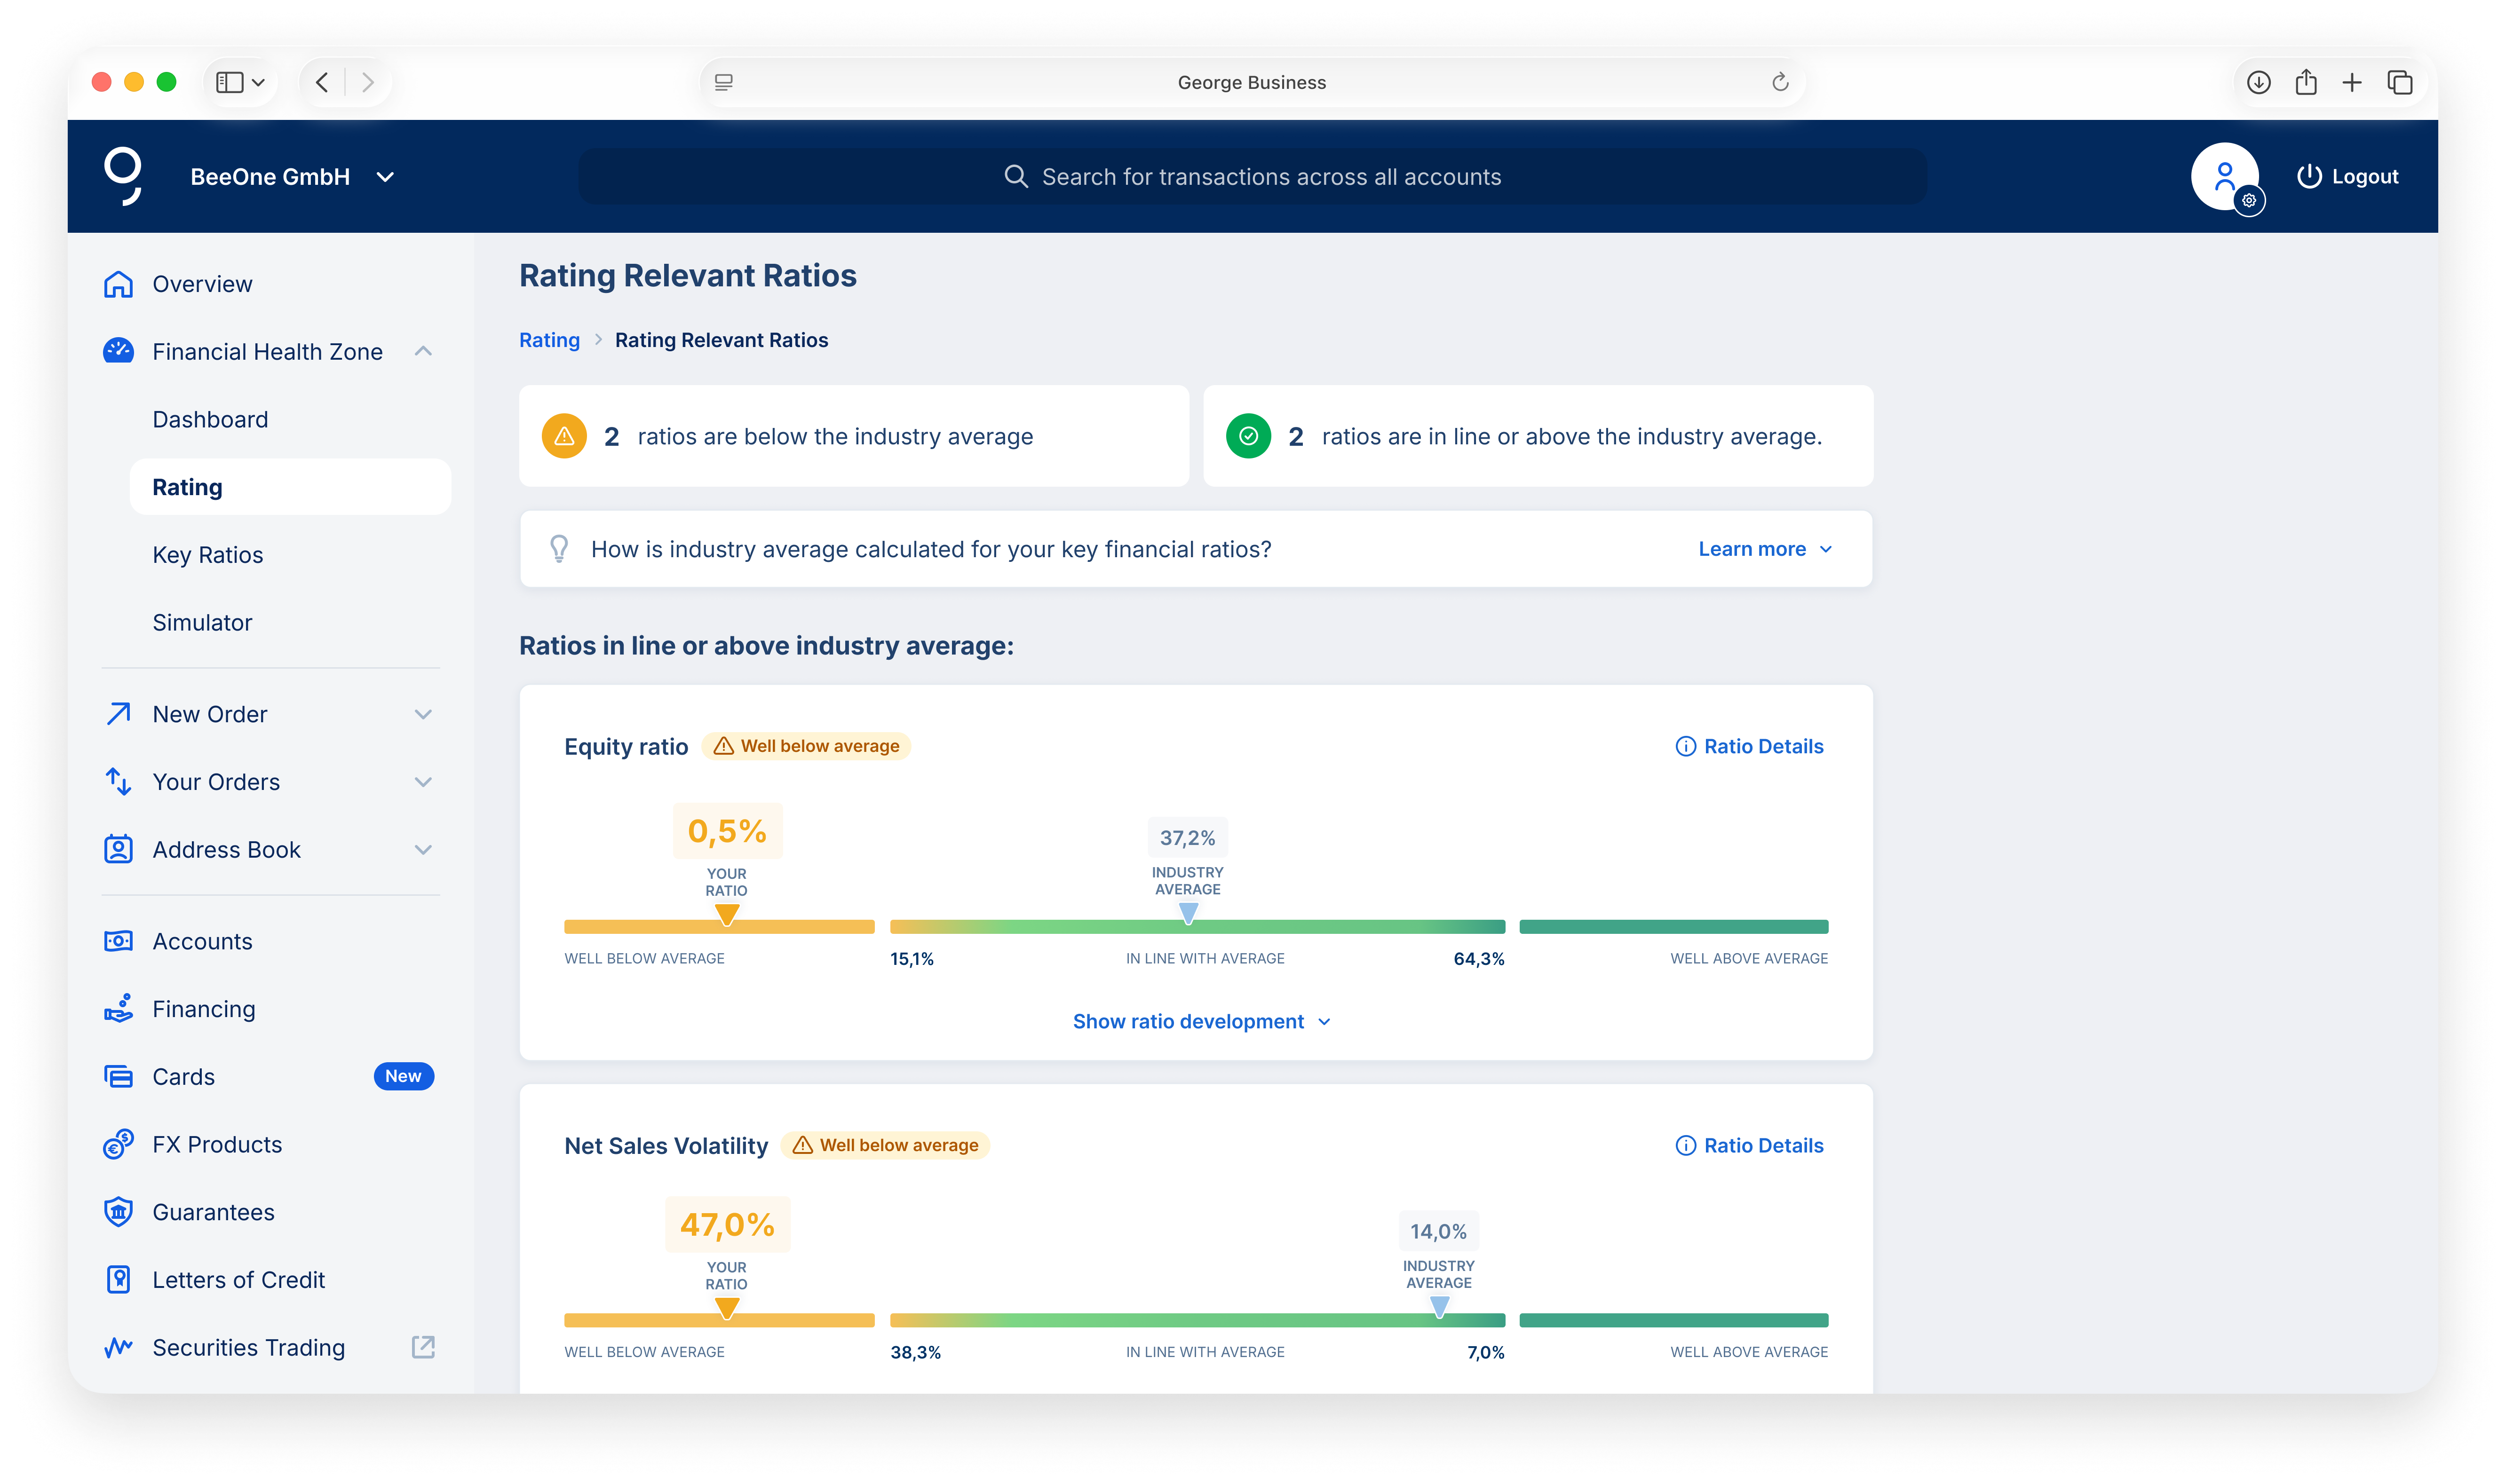 George Business
BeeOne GmbH
Search for transactions across all accounts
Logout
Overview
Financial Health Zone
Dashboard
Rating
Key Ratios
Simulator
New Order
Your Orders
Address Book
Accounts
Financing
Cards New
FX Products
Guarantees
Letters of Credit
Securities Trading
Rating Relevant Ratios
Rating > Rating Relevant Ratios
2 ratios are below the industry average
2 ratios are in line or above the industry average.
How is industry average calculated for your key financial ratios? Learn more
Ratios in line or above industry average:
Equity ratio Well below average Ratio Details
0,5%
YOUR
RATIO
37,2%
INDUSTRY
AVERAGE
WELL BELOW AVERAGE 15,1% IN LINE WITH AVERAGE 64,3% WELL ABOVE AVERAGE
Show ratio development
Net Sales Volatility Well below average Ratio Details
47,0%
YOUR
RATIO
14,0%
INDUSTRY
AVERAGE
WELL BELOW AVERAGE 38,3% IN LINE WITH AVERAGE 7,0% WELL ABOVE AVERAGE